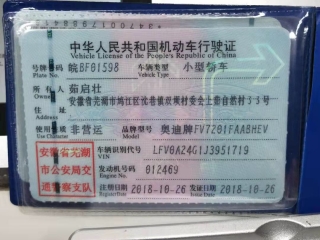 中华人民共和国机动车行驶证
Vehicle License of the People's Republic of China
号牌号码 皖BF01598 车辆类型 小型轿车
Plate No. Vehicle Type
所有人 茹启壮
Owner
住址 安徽省芜湖市鸠江区沈巷镇双坝村委会上茹自然村33号
Address
使用性质 非营运 品牌型号 奥迪牌FV7201FAABHEV
Use Character Model
安徽省芜湖 车辆识别代号 LFV6A24G1J3951719
VIN
市公安局交 发动机号码 012469
Engine No.
通警察支队 注册日期 2018-10-26 发证日期 2018-10-26
Register Date Issue Date